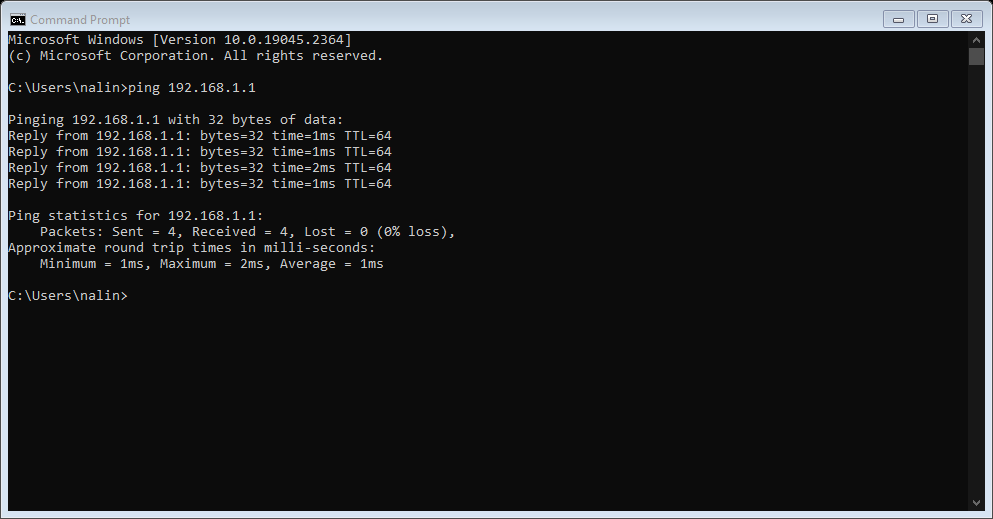 Command Prompt
Microsoft Windows [Version 10.0.19045.2364]
(c) Microsoft Corporation. All rights reserved.
C:\Users\nalin>ping 192.168.1.1
Pinging 192.168.1.1 with 32 bytes of data:
Reply from 192.168.1.1: bytes=32 time=1ms TTL=64
Reply from 192.168.1.1: bytes=32 time=1ms TTL=64
Reply from 192.168.1.1: bytes=32 time=2ms TTL=64
Reply from 192.168.1.1: bytes=32 time=1ms TTL=64
Ping statistics for 192.168.1.1:
    Packets: Sent = 4, Received = 4, Lost = 0 (0% loss),
Approximate round trip times in milli-seconds:
    Minimum = 1ms, Maximum = 2ms, Average = 1ms
C:\Users\nalin>